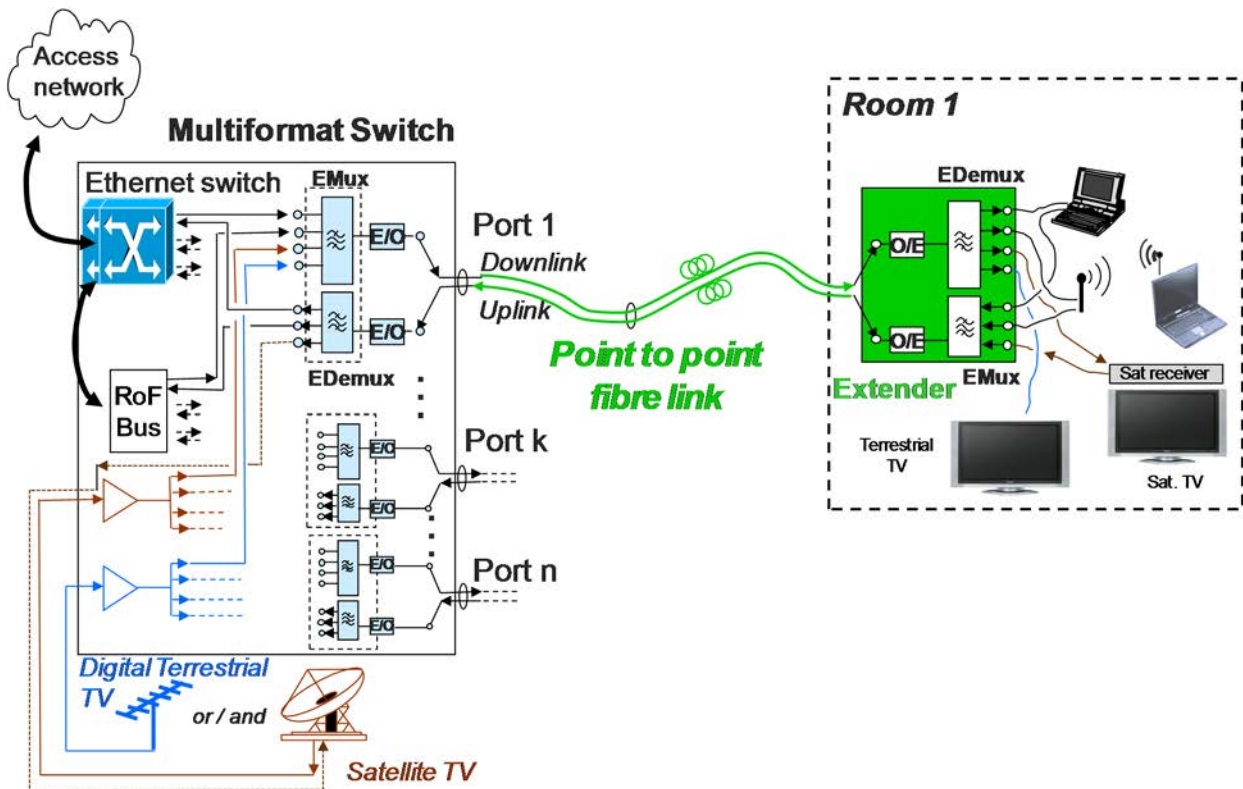 Access
network
Multiformat Switch
Ethernet switch
EMux
E/O
Port 1
Downlink
Uplink
E/O
EDemux
RoF
Bus
Point to point
fibre link
Port k
E/O
E/O
Port n
E/O
E/O
Digital Terrestrial
TV
or / and
Satellite TV
Room 1
EDemux
O/E
O/E
EMux
Extender
Sat receiver
Terrestrial
TV
Sat. TV